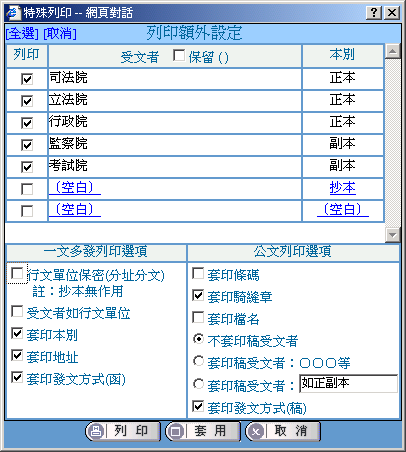 特殊列印 -- 網頁對話
[全選] [取消] 列印額外設定
列印 受文者 保留 ( ) 本別
司法院 正本
立法院 正本
行政院 正本
監察院 副本
考試院 副本
〔空白〕 抄本
〔空白〕 〔空白〕
一文多發列印選項
行文單位保密(分址分文)
註：抄本無作用
受文者如行文單位
套印本別
套印地址
套印發文方式(函)
公文列印選項
套印條碼
套印騎縫章
套印檔名
不套印稿受文者
套印稿受文者：○○○等
套印稿受文者： 如正副本
套印發文方式(稿)
列 印 套 用 取 消